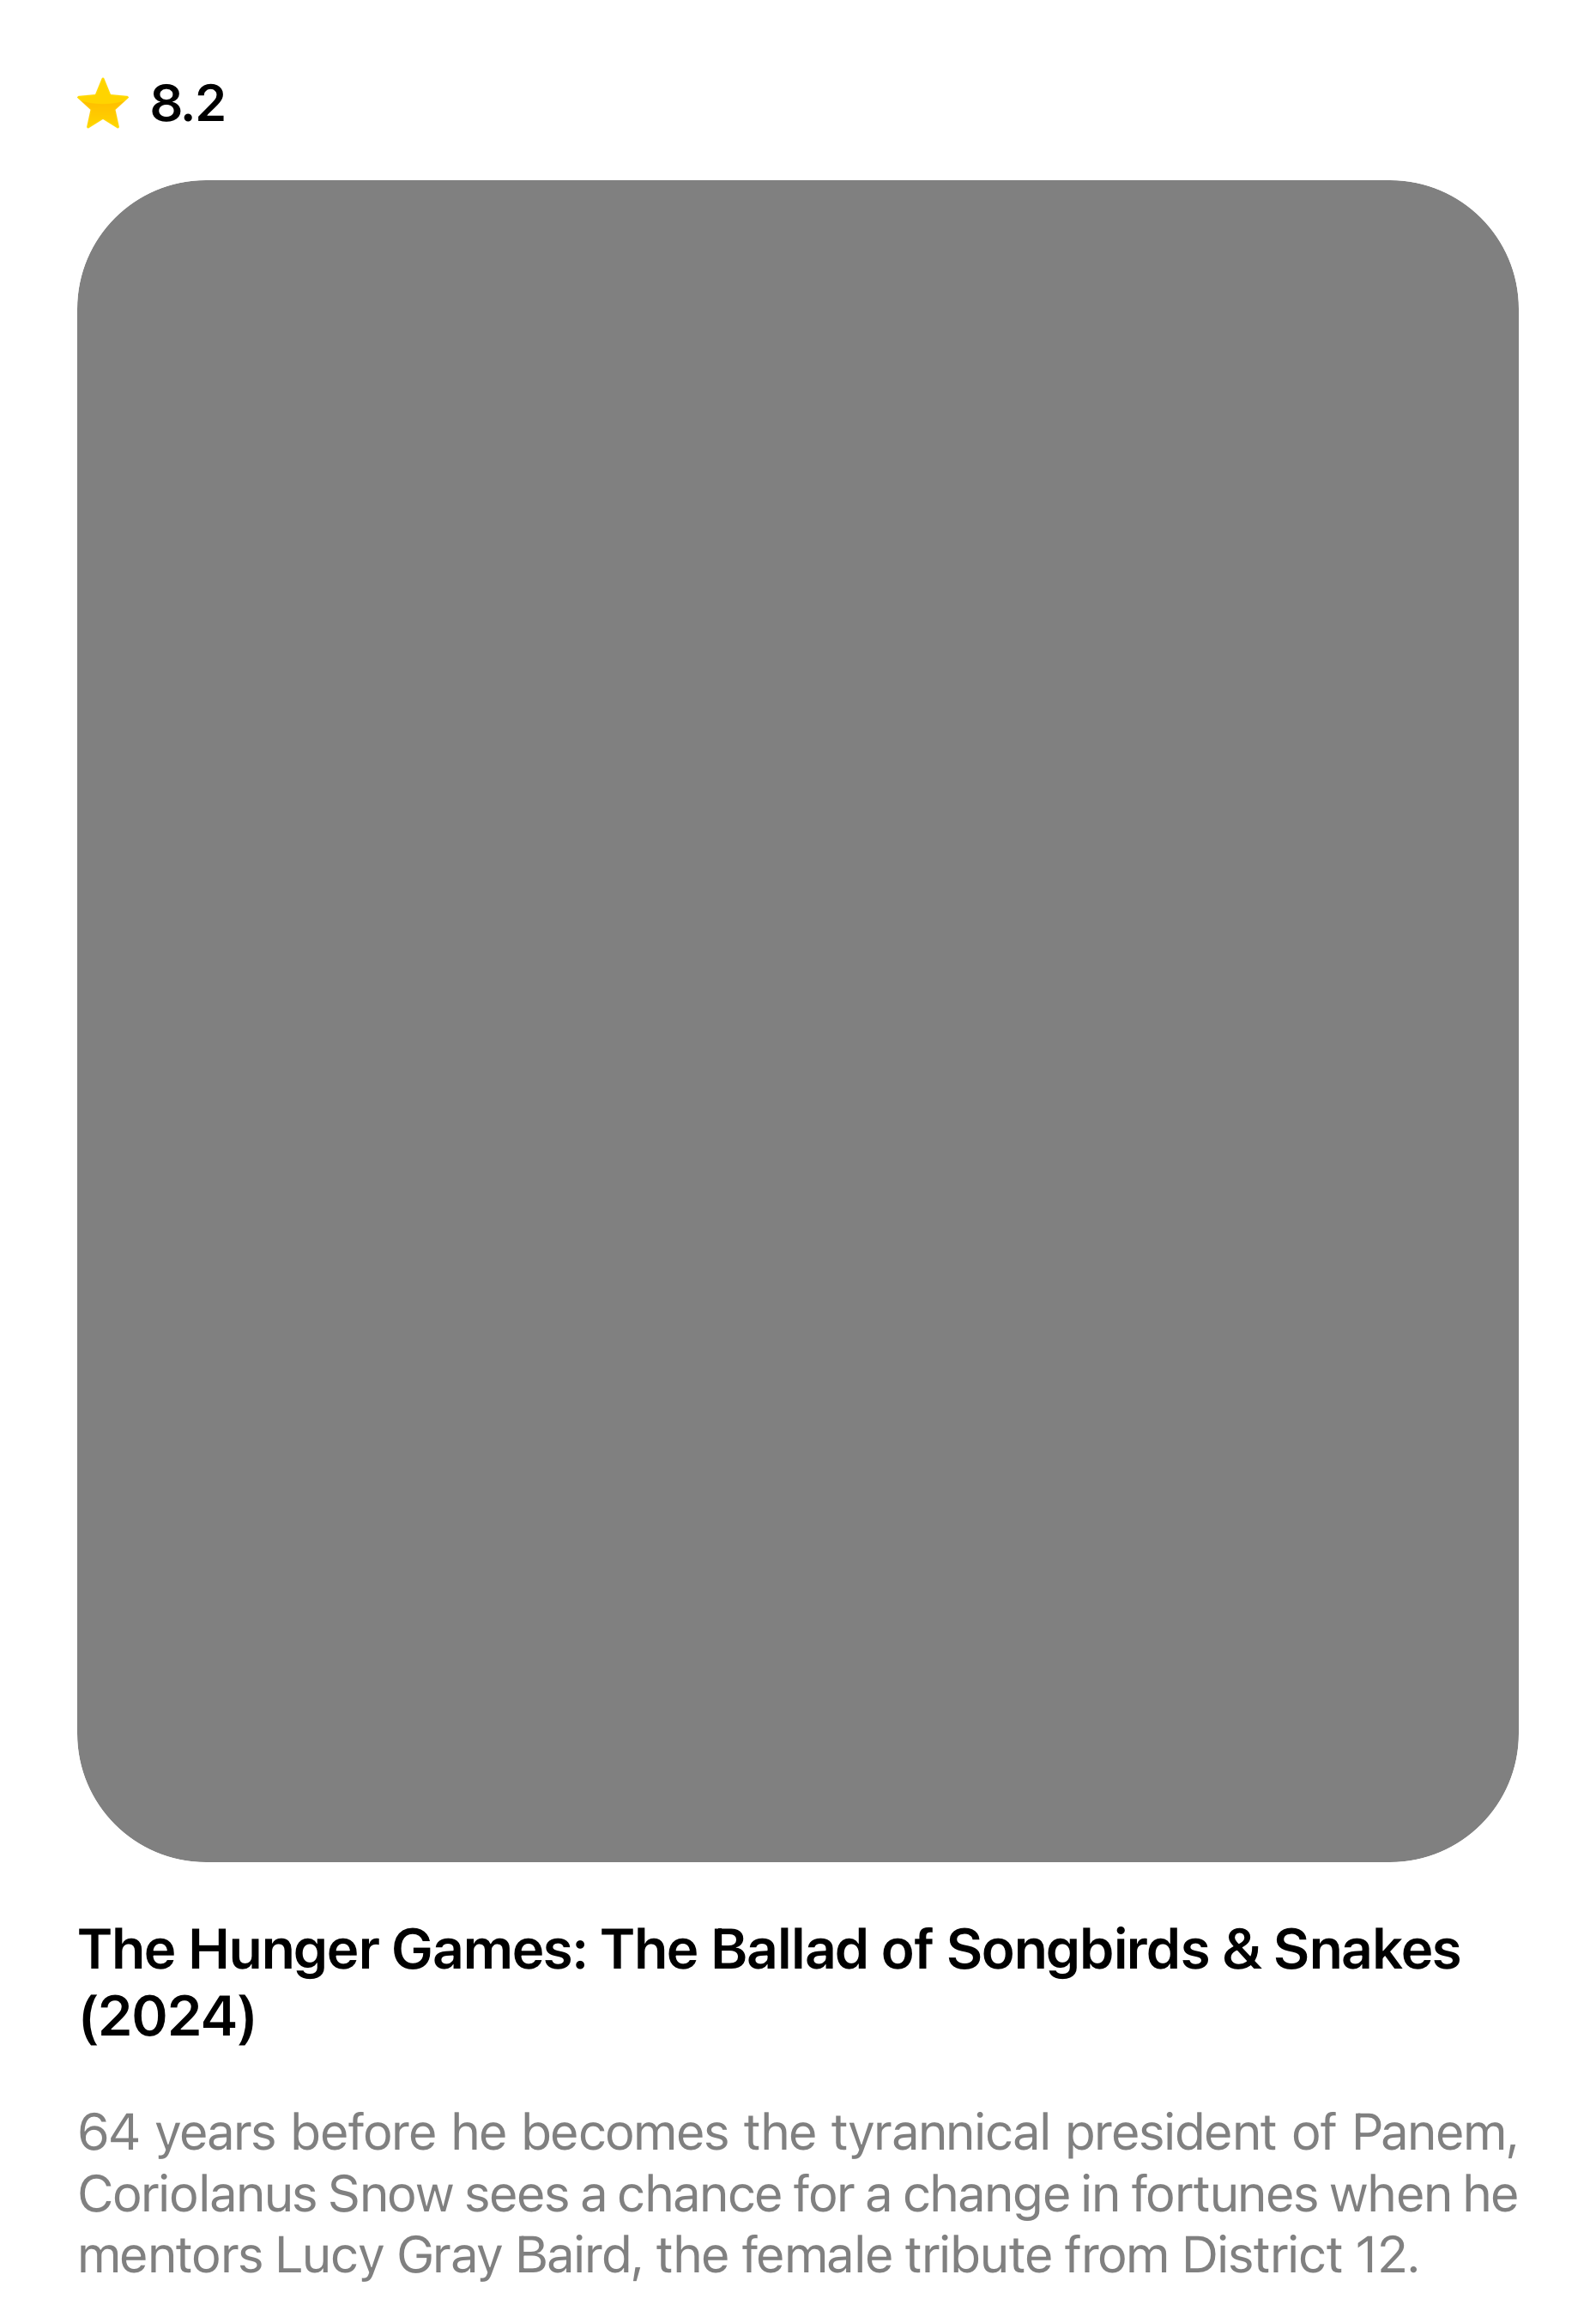 8.2
The Hunger Games: The Ballad of Songbirds & Snakes
(2024)
64 years before he becomes the tyrannical president of Panem,
Coriolanus Snow sees a chance for a change in fortunes when he
mentors Lucy Gray Baird, the female tribute from District 12.